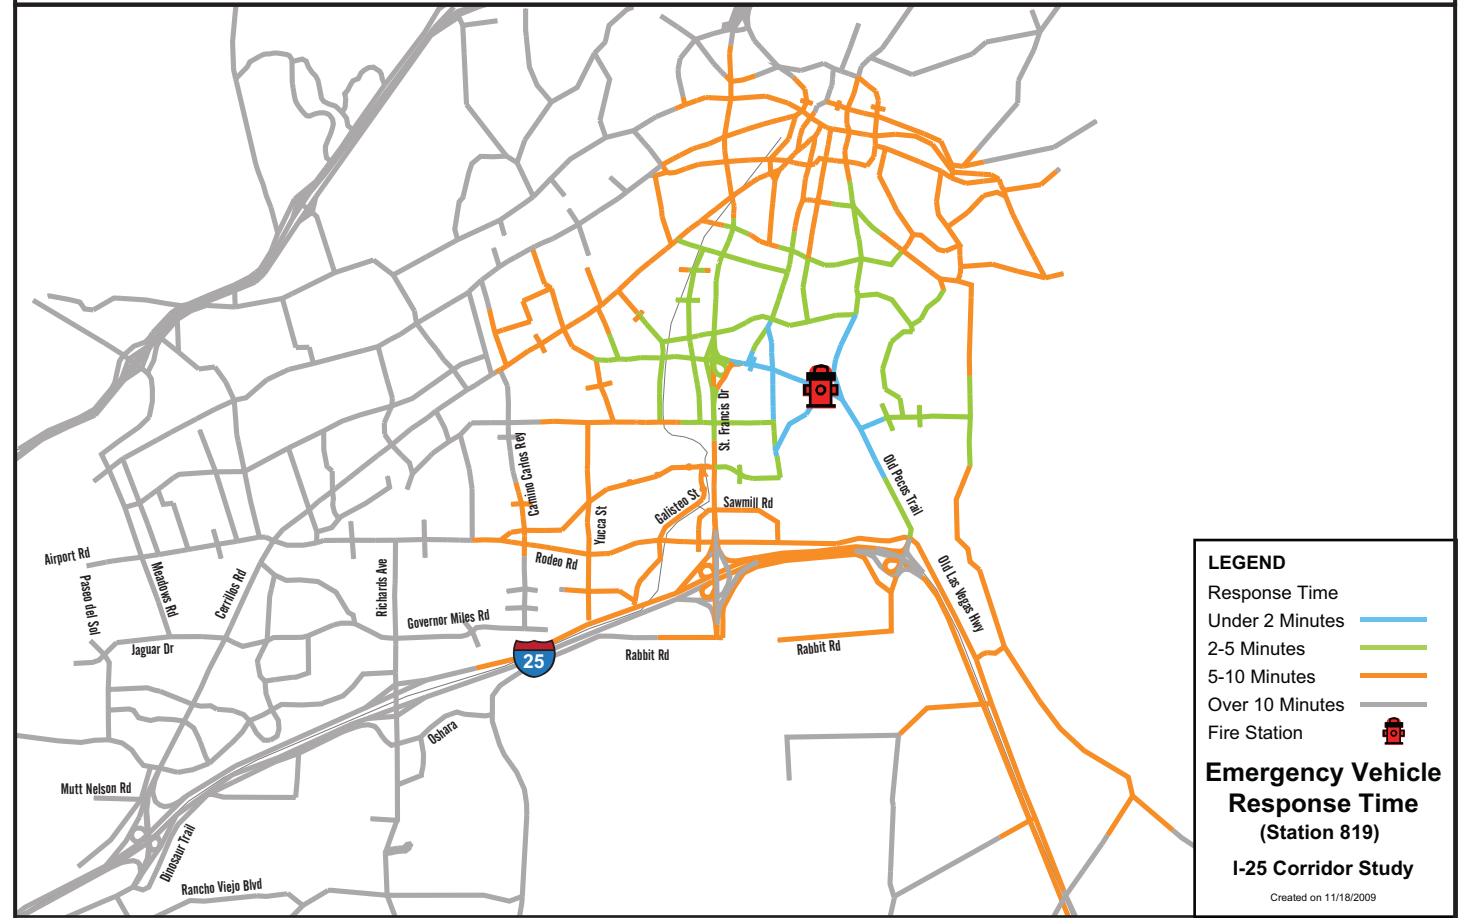 St. Francis Dr
Camino Carlos Rey
Old Pecos Trail
Galisteo St
Sawmill Rd
Yucca St
Airport Rd
Rodeo Rd
Paseo del Sol
Meadows Rd
Cerrillos Rd
Richards Ave
Old Las Vegas Hwy
Governor Miles Rd
Jaguar Dr
25
Rabbit Rd
Rabbit Rd
Oshara
Mutt Nelson Rd
Dinosaur Trail
Rancho Viejo Blvd
LEGEND
Response Time
Under 2 Minutes
2-5 Minutes
5-10 Minutes
Over 10 Minutes
Fire Station
Emergency Vehicle
Response Time
(Station 819)
I-25 Corridor Study
Created on 11/18/2009